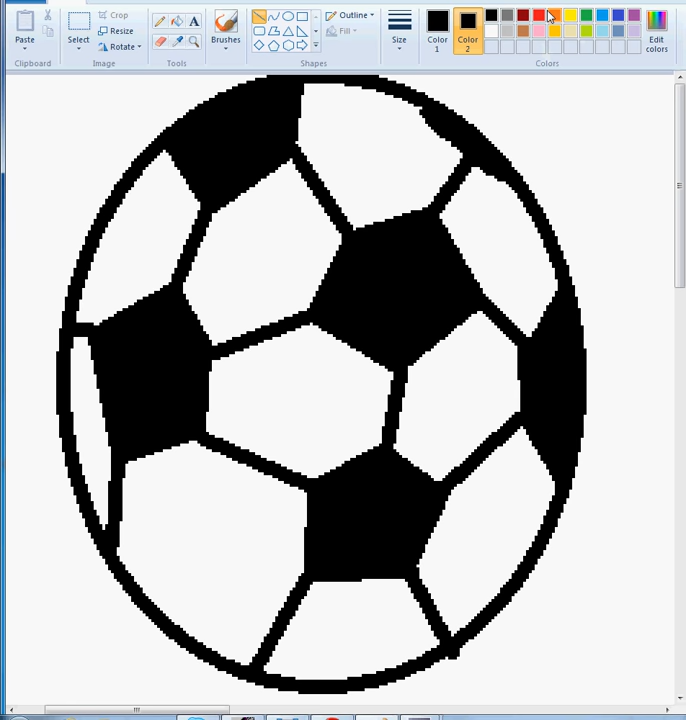 Paste
Select
Crop
Resize
Rotate
A
Brushes
Outline
Fill
Size
Color
1
Color
2
Edit
colors
Clipboard
Image
Tools
Shapes
Colors